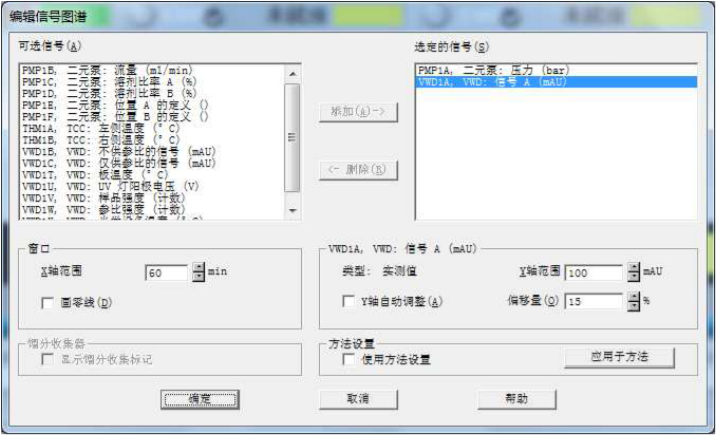 编辑信号图谱
可选信号(A)
PMP1B, 二元泵: 流量 (ml/min)
PMP1C, 二元泵: 溶剂比率 A (%)
PMP1D, 二元泵: 溶剂比率 B (%)
PMP1E, 二元泵: 位置 A 的定义 ()
PMP1F, 二元泵: 位置 B 的定义 ()
THM1A, TCC: 左侧温度 (°C)
THM1B, TCC: 右侧温度 (°C)
VWD1B, VWD: 不供参比的信号 (mAU)
VWD1C, VWD: 仅供参比的信号 (mAU)
VWD1T, VWD: 板温度 (°C)
VWD1U, VWD: UV 灯阳极电压 (V)
VWD1V, VWD: 样品强度 (计数)
VWD1W, VWD: 参比强度 (计数)
添加(A)->
<- 删除(R)
选定的信号(S)
PMP1A, 二元泵: 压力 (bar)
VWD1A, VWD: 信号 A (mAU)
窗口
X轴范围 60 min
画零线(D)
VWD1A, VWD: 信号 A (mAU)
类型: 实测值 Y轴范围 100 mAU
Y轴自动调整(A) 偏移量(O) 15 %
馏分收集器
显示馏分收集标记
方法设置
使用方法设置 应用于方法
确定 取消 帮助